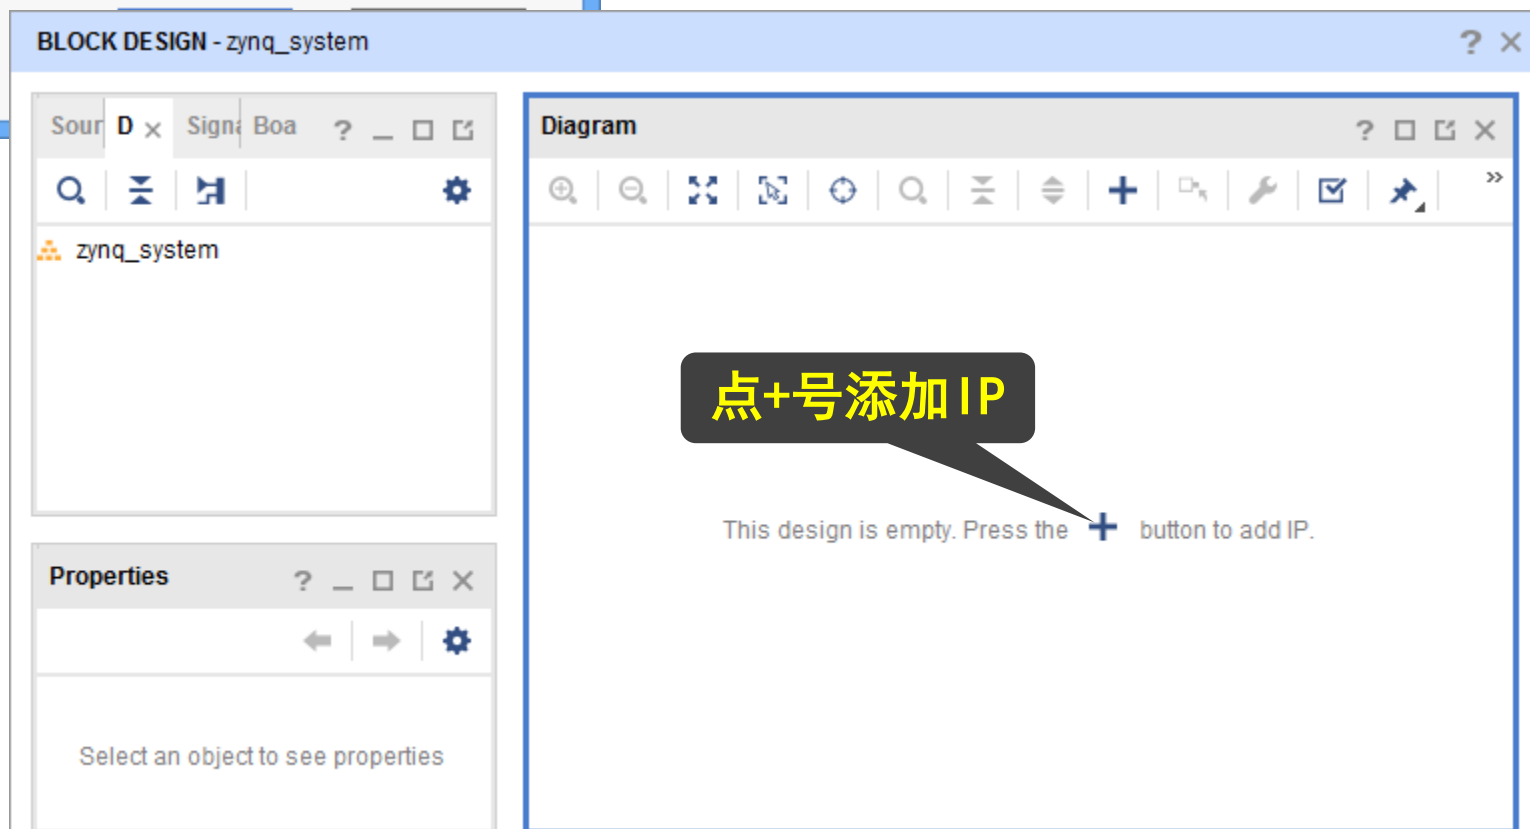 BLOCK DESIGN - zynq_system
Sour D Signa Boa
Diagram
zynq_system
点+号添加IP
This design is empty. Press the + button to add IP.
Properties
Select an object to see properties